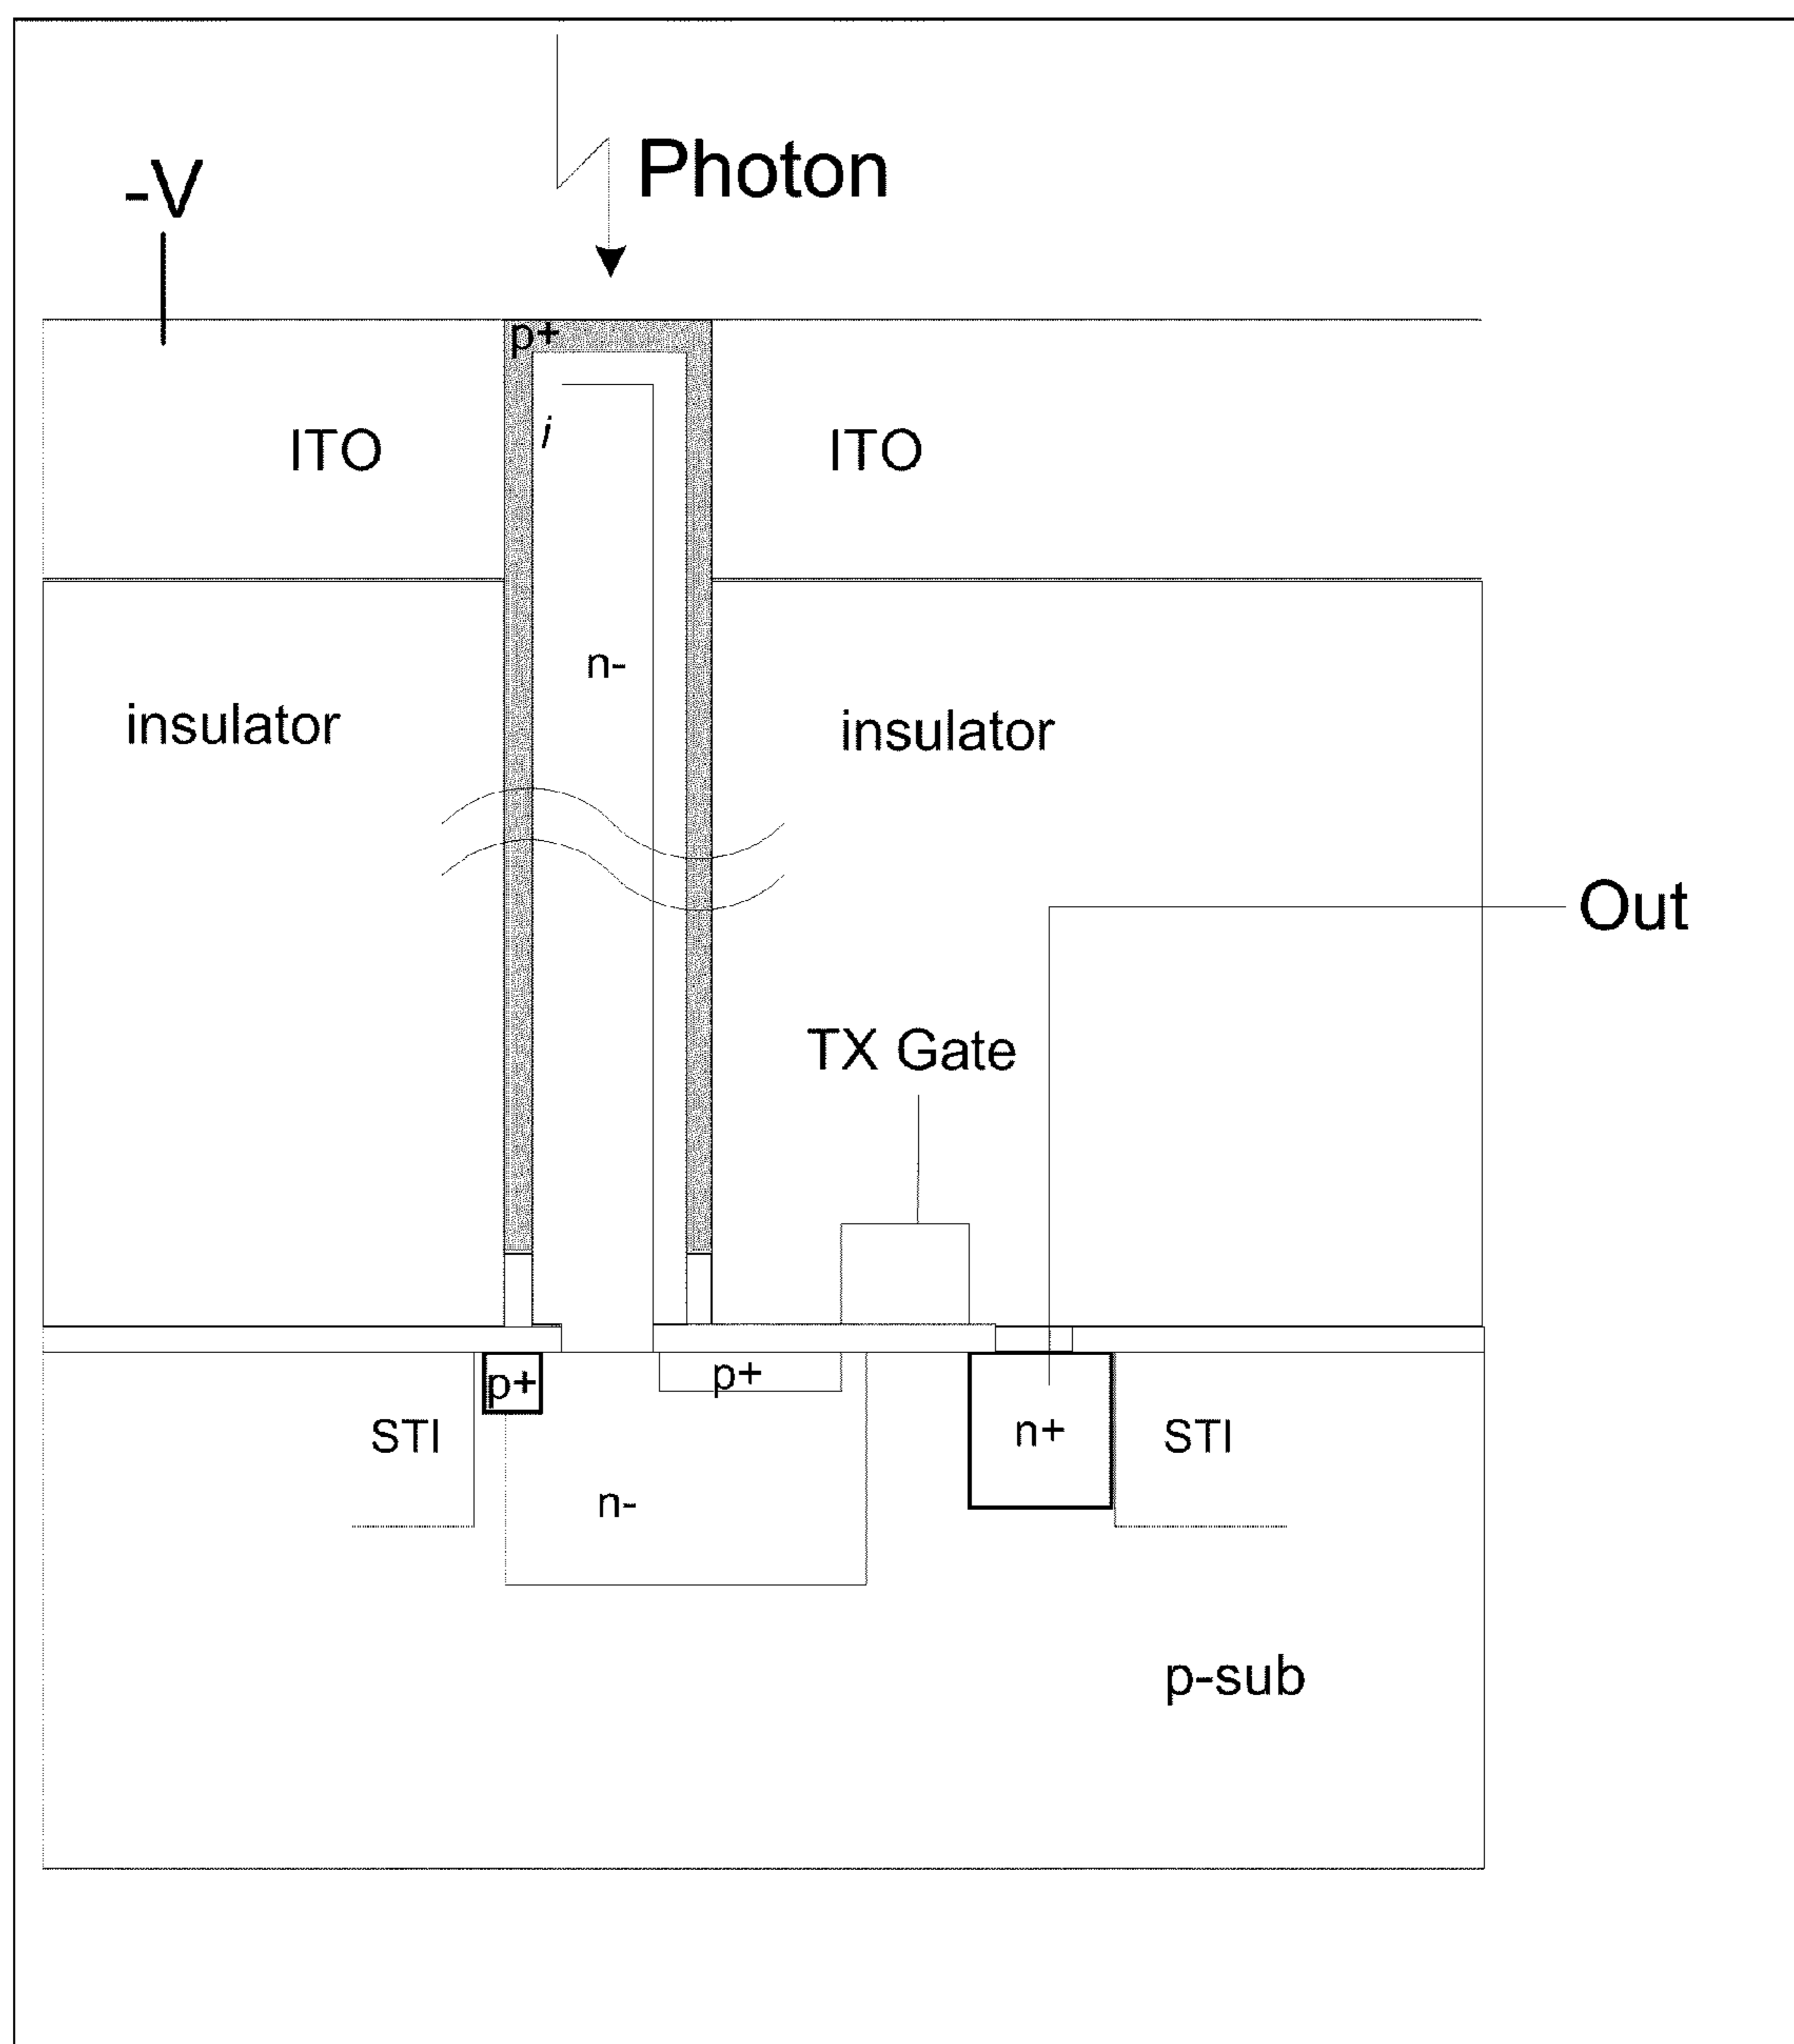 -V
Photon
p+
i
ITO
ITO
n-
insulator
insulator
Out
TX Gate
p+
p+
STI
n+
STI
n-
p-sub